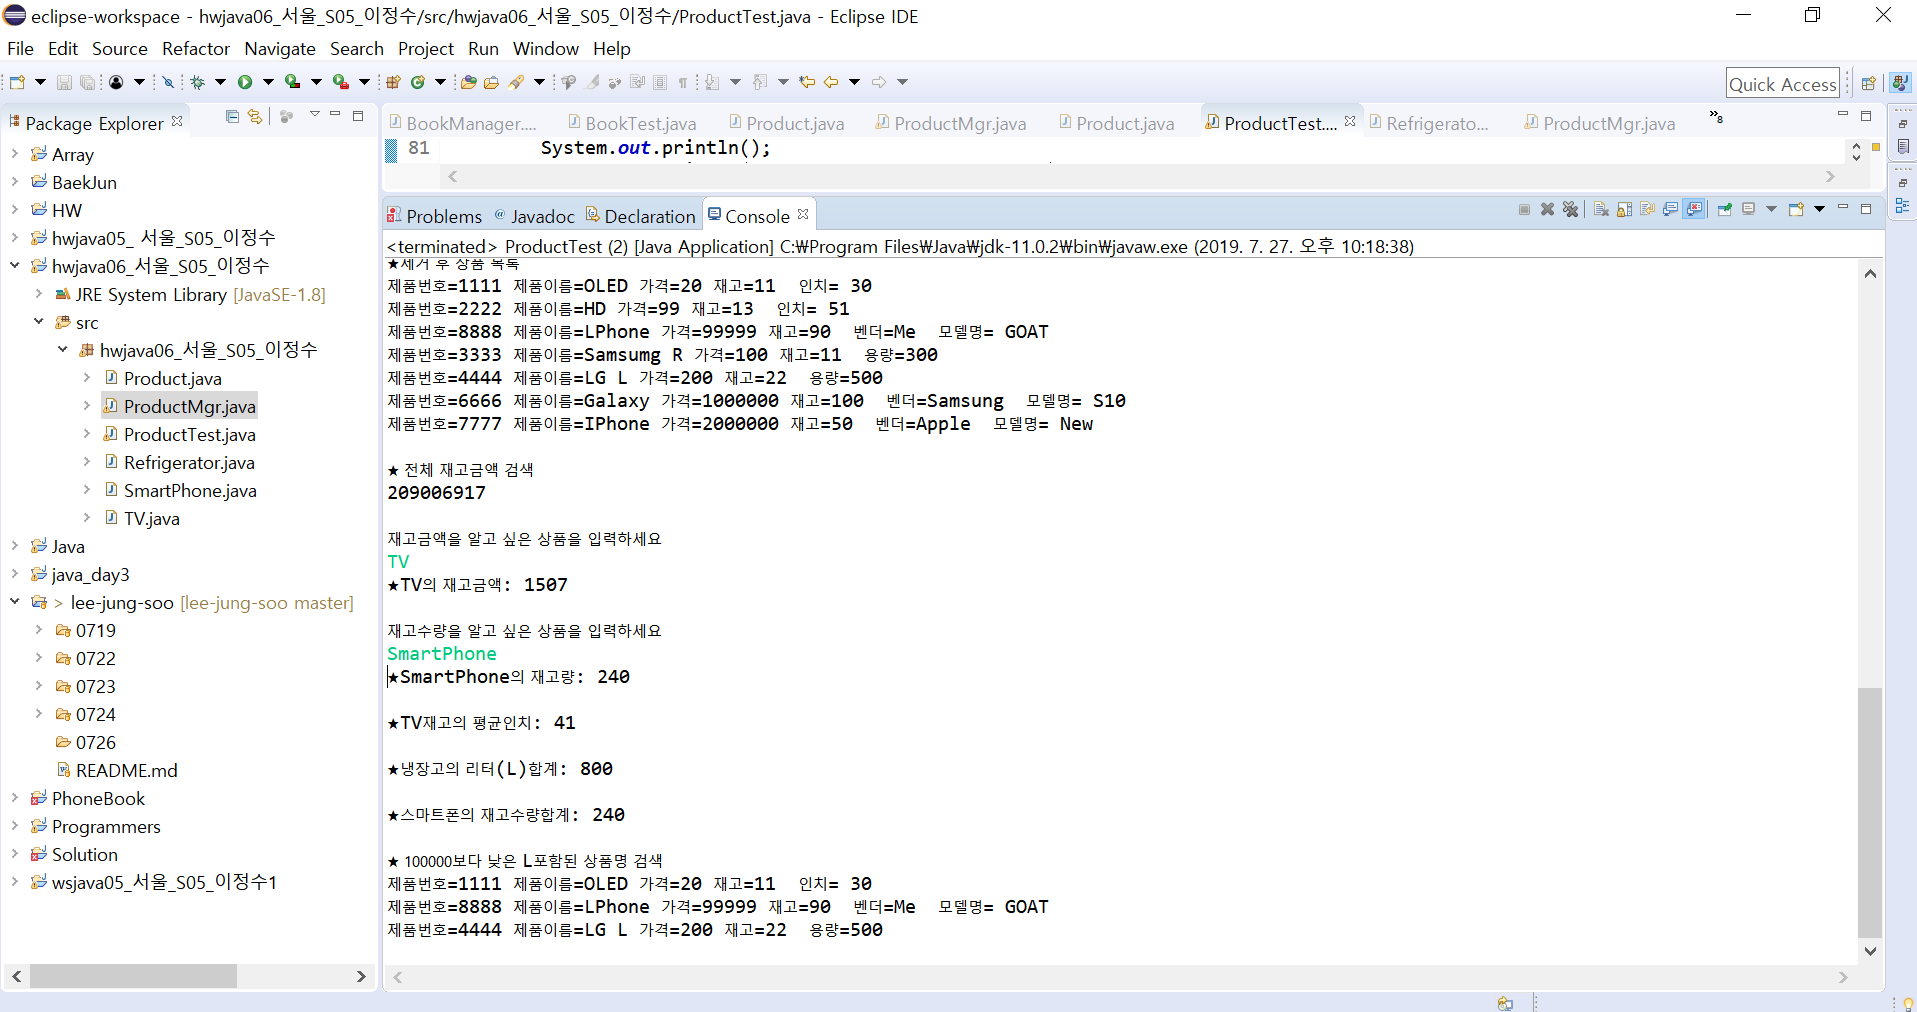 eclipse-workspace - hwjava06_서울_S05_이정수/src/hwjava06_서울_S05_이정수/ProductTest.java - Eclipse IDE
File Edit Source Refactor Navigate Search Project Run Window Help
Quick Access
Package Explorer
Array
BaekJun
HW
hwjava05_ 서울_S05_이정수
hwjava06_서울_S05_이정수
JRE System Library [JavaSE-1.8]
src
hwjava06_서울_S05_이정수
Product.java
ProductMgr.java
ProductTest.java
Refrigerator.java
SmartPhone.java
TV.java
Java
java_day3
> lee-jung-soo [lee-jung-soo master]
0719
0722
0723
0724
0726
README.md
PhoneBook
Programmers
Solution
wsjava05_서울_S05_이정수1
BookManager.... BookTest.java Product.java ProductMgr.java Product.java ProductTest.... Refrigerato... ProductMgr.java »8
81 System.out.println();
Problems @ Javadoc Declaration Console
<terminated> ProductTest (2) [Java Application] C:₩Program Files₩Java₩jdk-11.0.2₩bin₩javaw.exe (2019. 7. 27. 오후 10:18:38)
★제거 후 상품 목록
제품번호=1111 제품이름=OLED 가격=20 재고=11 인치= 30
제품번호=2222 제품이름=HD 가격=99 재고=13 인치= 51
제품번호=8888 제품이름=LPhone 가격=99999 재고=90 벤더=Me 모델명= GOAT
제품번호=3333 제품이름=Samsumg R 가격=100 재고=11 용량=300
제품번호=4444 제품이름=LG L 가격=200 재고=22 용량=500
제품번호=6666 제품이름=Galaxy 가격=1000000 재고=100 벤더=Samsung 모델명= S10
제품번호=7777 제품이름=IPhone 가격=2000000 재고=50 벤더=Apple 모델명= New
★ 전체 재고금액 검색
209006917
재고금액을 알고 싶은 상품을 입력하세요
TV
★TV의 재고금액: 1507
재고수량을 알고 싶은 상품을 입력하세요
SmartPhone
★SmartPhone의 재고량: 240
★TV재고의 평균인치: 41
★냉장고의 리터(L)합계: 800
★스마트폰의 재고수량합계: 240
★ 100000보다 낮은 L포함된 상품명 검색
제품번호=1111 제품이름=OLED 가격=20 재고=11 인치= 30
제품번호=8888 제품이름=LPhone 가격=99999 재고=90 벤더=Me 모델명= GOAT
제품번호=4444 제품이름=LG L 가격=200 재고=22 용량=500